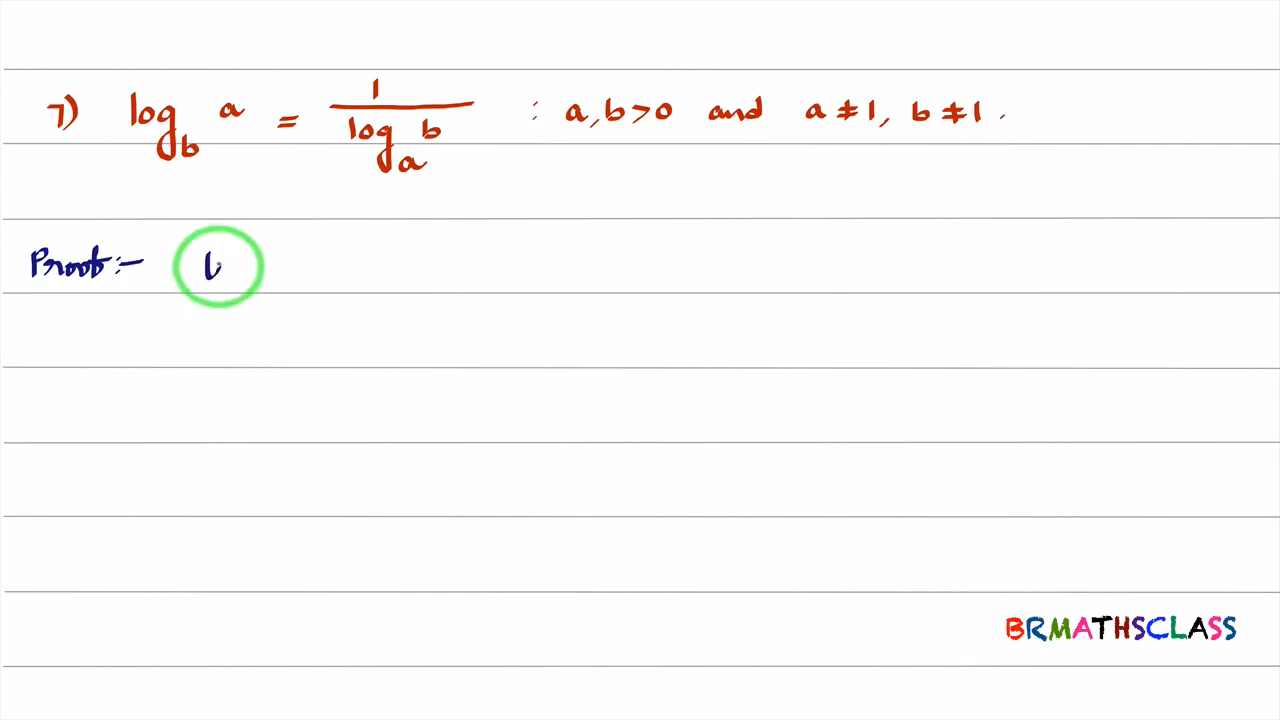 7) log_b a = 1/log_a b : a, b > 0 and a ≠ 1, b ≠ 1.
Proof:-
BRMATHSCLASS